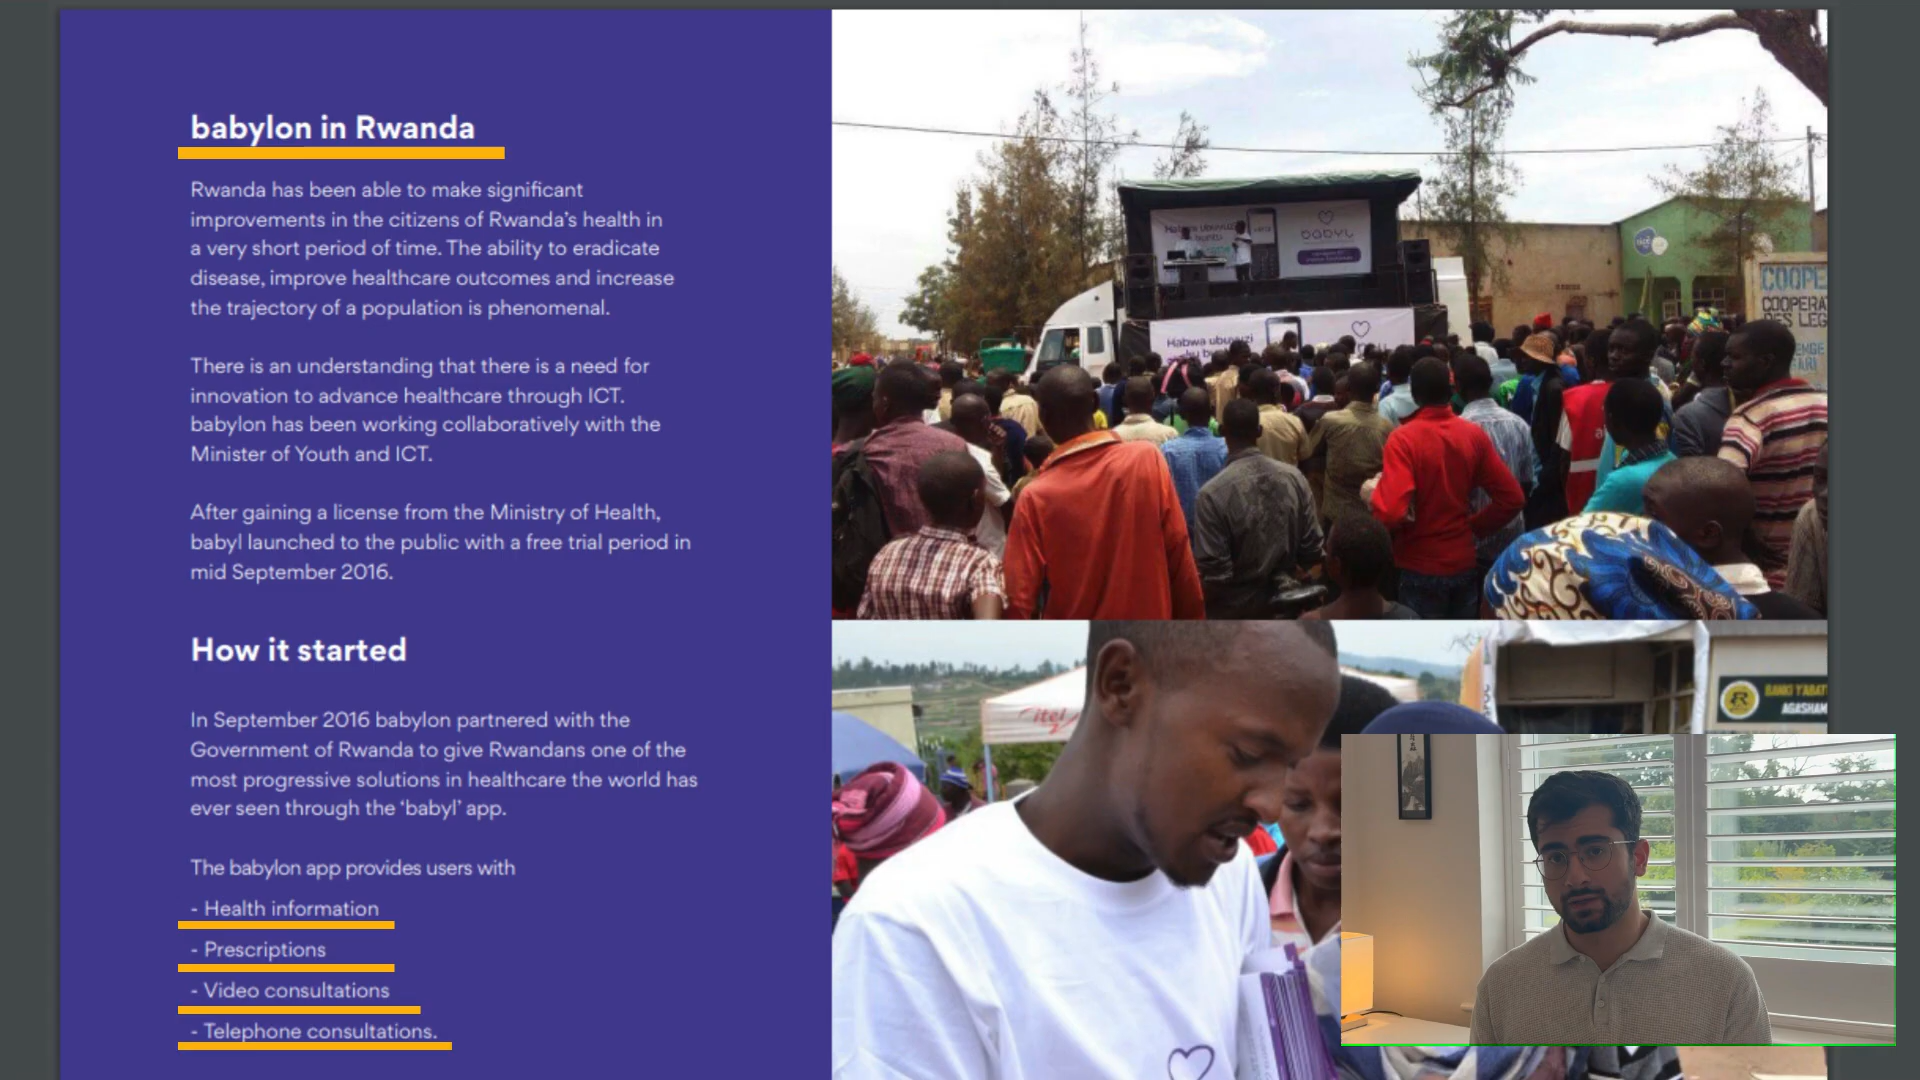 babylon in Rwanda
Rwanda has been able to make significant
improvements in the citizens of Rwanda's health in
a very short period of time. The ability to eradicate
disease, improve healthcare outcomes and increase
the trajectory of a population is phenomenal.
There is an understanding that there is a need for
innovation to advance healthcare through ICT.
babylon has been working collaboratively with the
Minister of Youth and ICT.
After gaining a license from the Ministry of Health,
babyl launched to the public with a free trial period in
mid September 2016.
How it started
In September 2016 babylon partnered with the
Government of Rwanda to give Rwandans one of the
most progressive solutions in healthcare the world has
ever seen through the 'babyl' app.
The babylon app provides users with
- Health information
- Prescriptions
- Video consultations
- Telephone consultations.
babyl
Habwa ubuvuzi
COOPE
COOPERA
DES LEG
itel